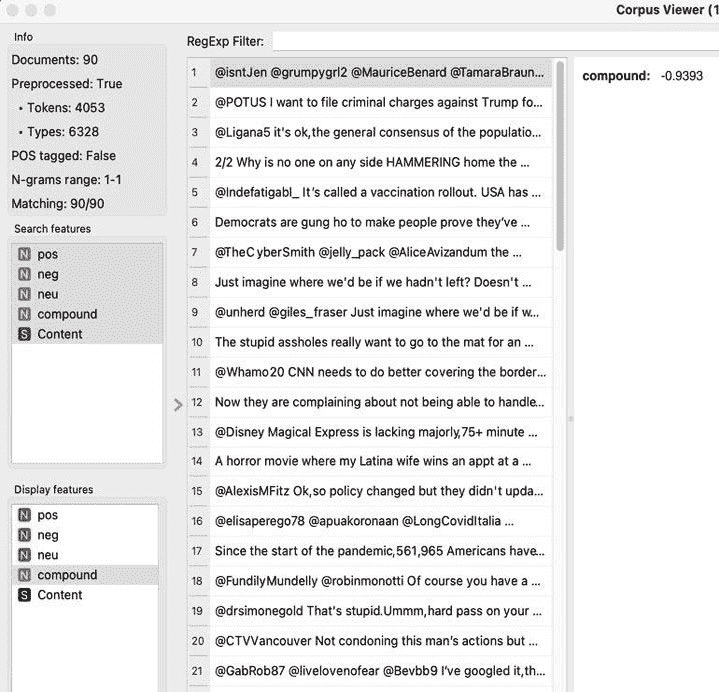 Corpus Viewer (1
Info
Documents: 90
Preprocessed: True
• Tokens: 4053
• Types: 6328
POS tagged: False
N-grams range: 1-1
Matching: 90/90
Search features
N pos
N neg
N neu
N compound
S Content
Display features
N pos
N neg
N neu
N compound
S Content
RegExp Filter:
1 @isntJen @grumpygrl2 @MauriceBenard @TamaraBraun...
2 @POTUS I want to file criminal charges against Trump fo...
3 @Ligana5 it's ok,the general consensus of the populatio...
4 2/2 Why is no one on any side HAMMERING home the ...
5 @Indefatigabl_ It's called a vaccination rollout. USA has ...
6 Democrats are gung ho to make people prove they've ...
7 @TheCyberSmith @jelly_pack @AliceAvizandum the ...
8 Just imagine where we'd be if we hadn't left? Doesn't ...
9 @unherd @giles_fraser Just imagine where we'd be if w...
10 The stupid assholes really want to go to the mat for an ...
11 @Whamo20 CNN needs to do better covering the border...
12 Now they are complaining about not being able to handle...
13 @Disney Magical Express is lacking majorly,75+ minute ...
14 A horror movie where my Latina wife wins an appt at a ...
15 @AlexisMFitz Ok,so policy changed but they didn't upda...
16 @elisaperego78 @apuakoronaan @LongCovidItalia ...
17 Since the start of the pandemic,561,965 Americans have...
18 @FundilyMundelly @robinmonotti Of course you have a ...
19 @drsimonegold That's stupid.Ummm,hard pass on your ...
20 @CTVVancouver Not condoning this man's actions but ...
21 @GabRob87 @livelovenofear @Bevbb9 I've googled it,th...
compound: -0.9393